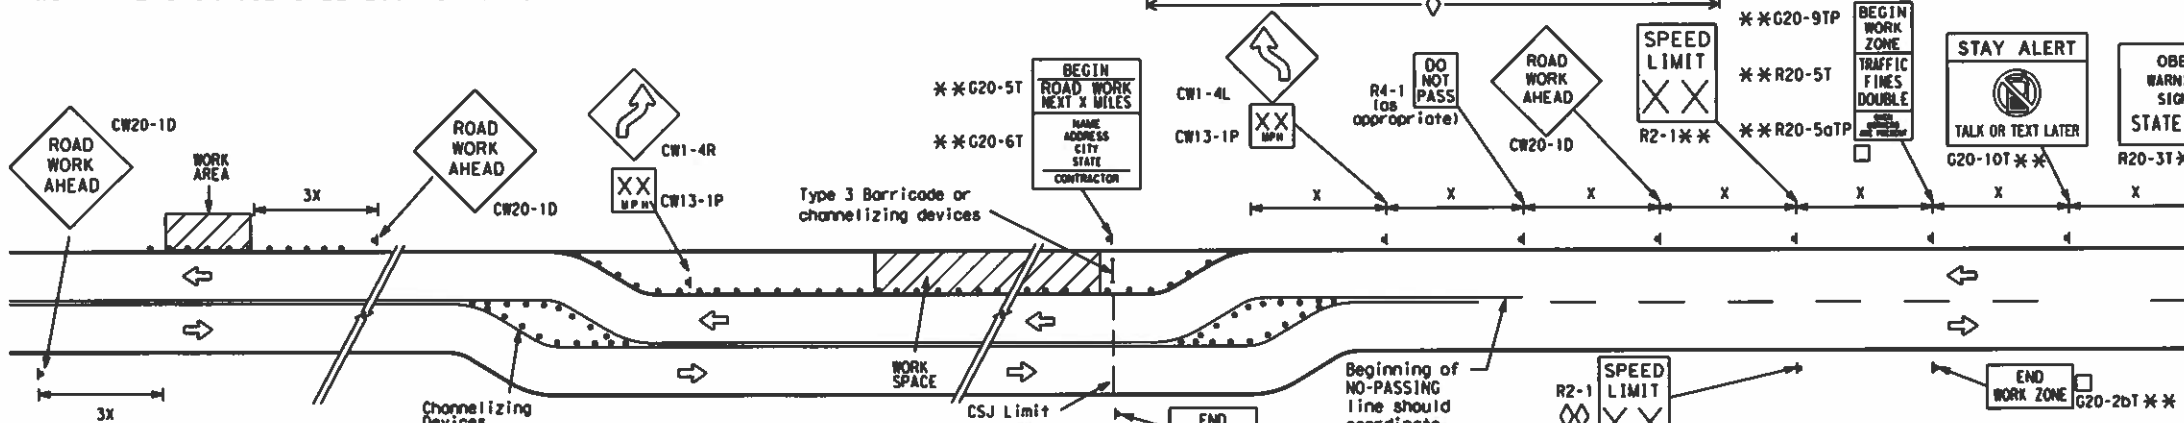 ROAD
WORK
AHEAD
CW20-1D
3X
WORK
AREA
3X
ROAD
WORK
AHEAD
CW20-1D
CW1-4R
XX
MPH
CW13-1P
Channelizing
Devices
Type 3 Barricade or
channelizing devices
WORK
SPACE
* *G20-5T
BEGIN
ROAD WORK
NEXT X MILES
* *G20-6T
NAME
ADDRESS
CITY
STATE
CONTRACTOR
CSJ Limit
END
CW1-4L
XX
MPH
CW13-1P
R4-1
(as
appropriate)
DO
NOT
PASS
ROAD
WORK
AHEAD
CW20-1D
SPEED
LIMIT
X X
R2-1* *
* *G20-9TP
BEGIN
WORK
ZONE
* *R20-5T
TRAFFIC
FINES
DOUBLE
* *R20-5aTP
STAY ALERT
TALK OR TEXT LATER
G20-10T* *
OBE
WARN
SIG
STATE
R20-3T*
X
X
X
X
X
X
X
Beginning of
NO-PASSING
line should
coordinate
R2-1
SPEED
LIMIT
X X
END
WORK ZONE
G20-2bT * *